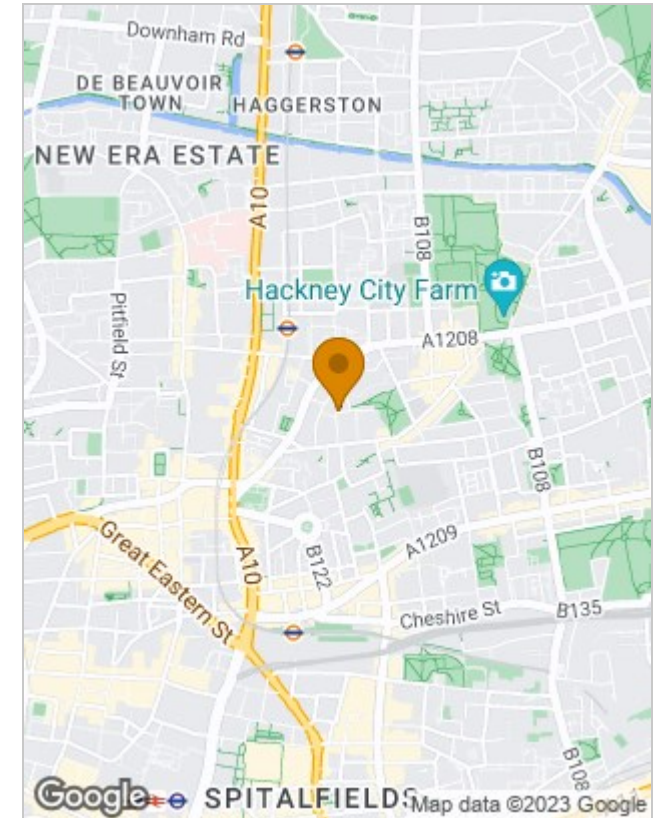 Downham Rd
DE BEAUVOIR
TOWN
HAGGERSTON
NEW ERA ESTATE
A10
B108
Hackney City Farm
Pitfield St
A1208
B108
Great Eastern St
A10
B122
A1209
Cheshire St
B135
B108
Google
SPITALFIELDS
Map data ©2023 Google